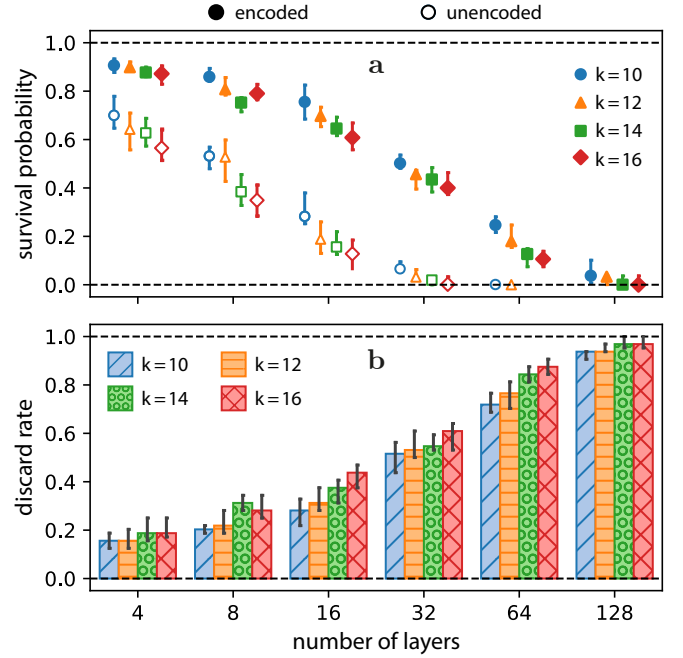 encoded unencoded
a
survival probability
1.0
0.8
0.6
0.4
0.2
0.0
k = 10
k = 12
k = 14
k = 16
b
discard rate
1.0
0.8
0.6
0.4
0.2
0.0
k = 10 k = 12
k = 14 k = 16
4 8 16 32 64 128
number of layers